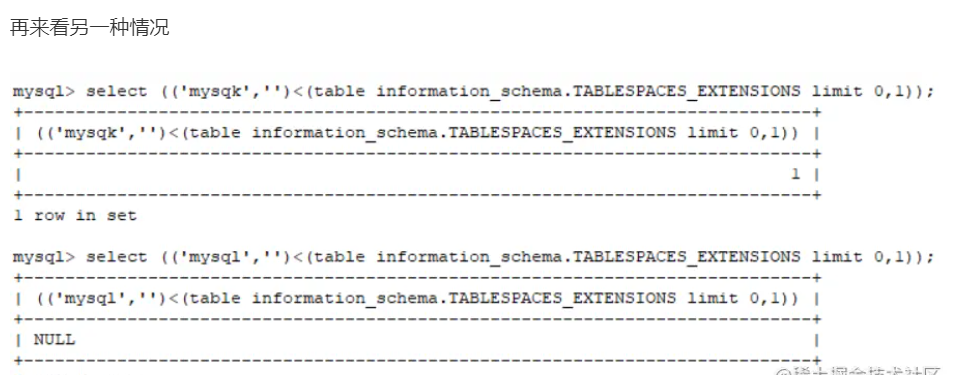 再来看另一种情况
mysql> select (('mysqk','')<(table information_schema.TABLESPACES_EXTENSIONS limit 0,1));
+----------------------------------------------------------------------------+
| (('mysqk','')<(table information_schema.TABLESPACES_EXTENSIONS limit 0,1)) |
+----------------------------------------------------------------------------+
|                                                                          1 |
+----------------------------------------------------------------------------+
1 row in set
mysql> select (('mysql','')<(table information_schema.TABLESPACES_EXTENSIONS limit 0,1));
+----------------------------------------------------------------------------+
| (('mysql','')<(table information_schema.TABLESPACES_EXTENSIONS limit 0,1)) |
+----------------------------------------------------------------------------+
| NULL                                                                       |
+----------------------------------------------------------------------------+
@稀土掘金技术社区